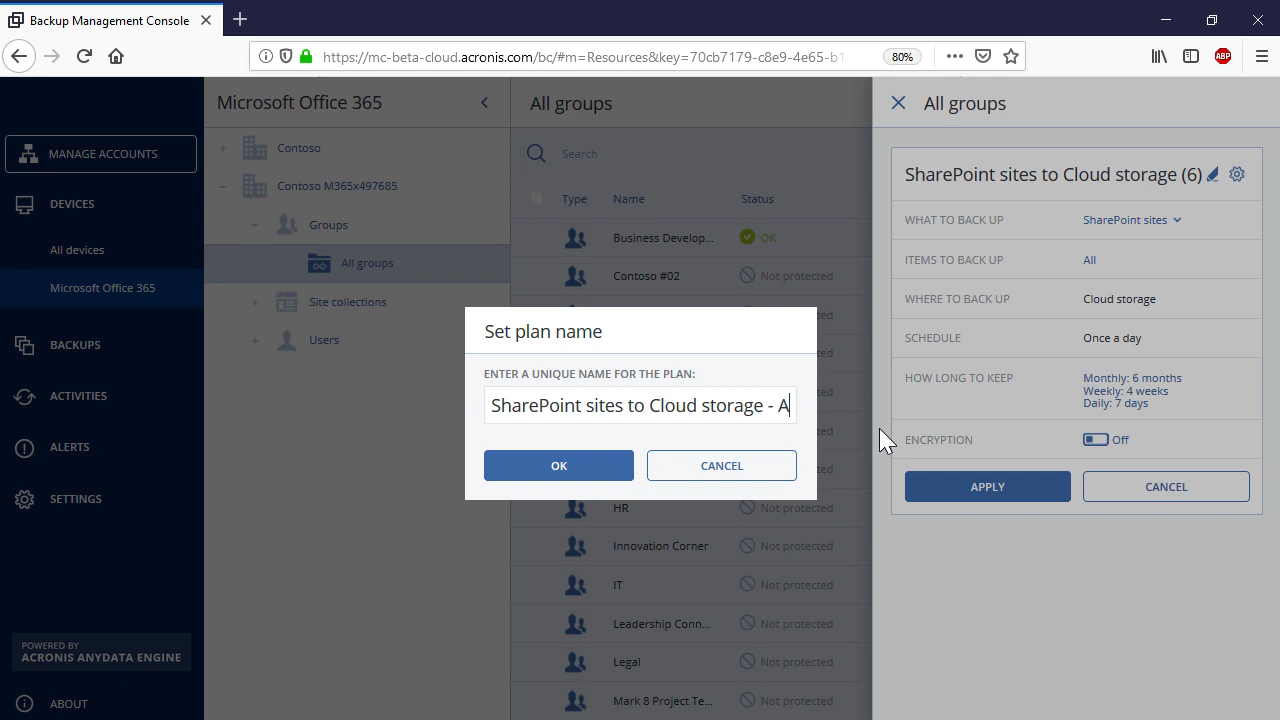 Backup Management Console
https://mc-beta-cloud.acronis.com/bc/#m=Resources&key=70cb7179-c8e9-4e65-b1
80%
ABP
MANAGE ACCOUNTS
DEVICES
All devices
Microsoft Office 365
BACKUPS
ACTIVITIES
ALERTS
SETTINGS
POWERED BY
ACRONIS ANYDATA ENGINE
ABOUT
Microsoft Office 365
Contoso
Contoso M365x497685
Groups
All groups
Site collections
Users
All groups
Search
Type Name Status
Business Develop... OK
Contoso #02 Not protected
HR Not protected
Innovation Corner Not protected
IT Not protected
Leadership Conn... Not protected
Legal Not protected
Mark 8 Project Te... Not protected
Set plan name
ENTER A UNIQUE NAME FOR THE PLAN:
SharePoint sites to Cloud storage - A
OK CANCEL
All groups
SharePoint sites to Cloud storage (6)
WHAT TO BACK UP SharePoint sites
ITEMS TO BACK UP All
WHERE TO BACK UP Cloud storage
SCHEDULE Once a day
HOW LONG TO KEEP Monthly: 6 months
Weekly: 4 weeks
Daily: 7 days
ENCRYPTION Off
APPLY CANCEL